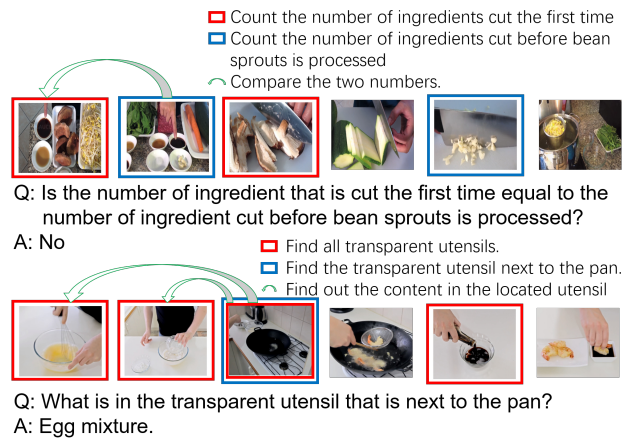 Count the number of ingredients cut the first time
Count the number of ingredients cut before bean
sprouts is processed
Compare the two numbers.
Q: Is the number of ingredient that is cut the first time equal to the
number of ingredient cut before bean sprouts is processed?
A: No
Find all transparent utensils.
Find the transparent utensil next to the pan.
Find out the content in the located utensil
Q: What is in the transparent utensil that is next to the pan?
A: Egg mixture.